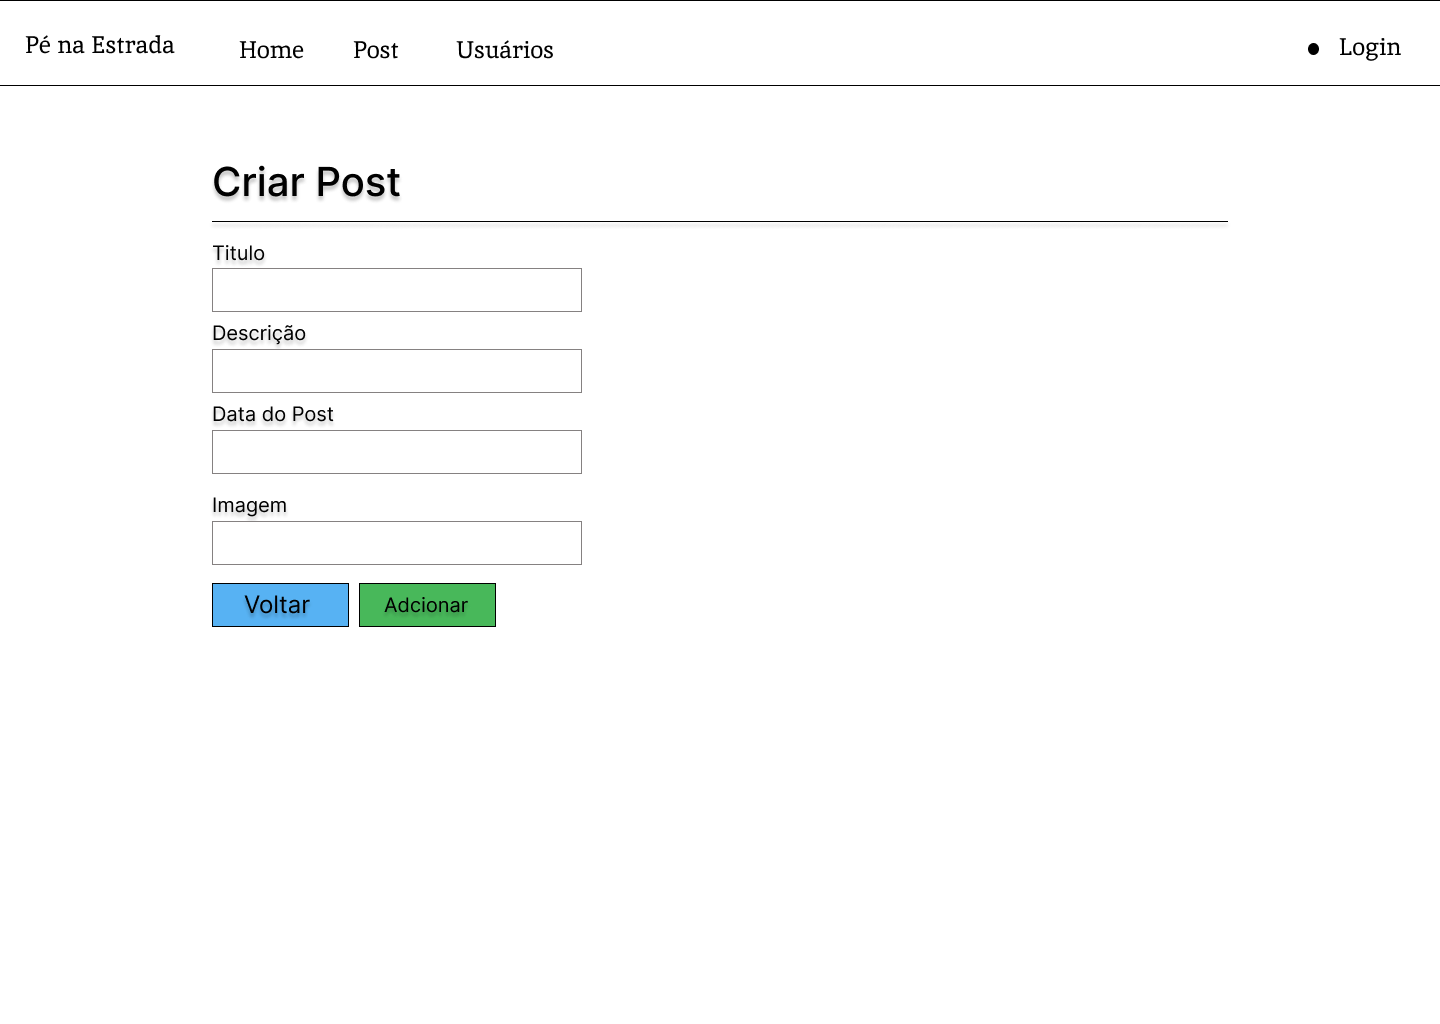 Pé na Estrada Home Post Usuários Login
Criar Post
Titulo
Descrição
Data do Post
Imagem
Voltar Adcionar